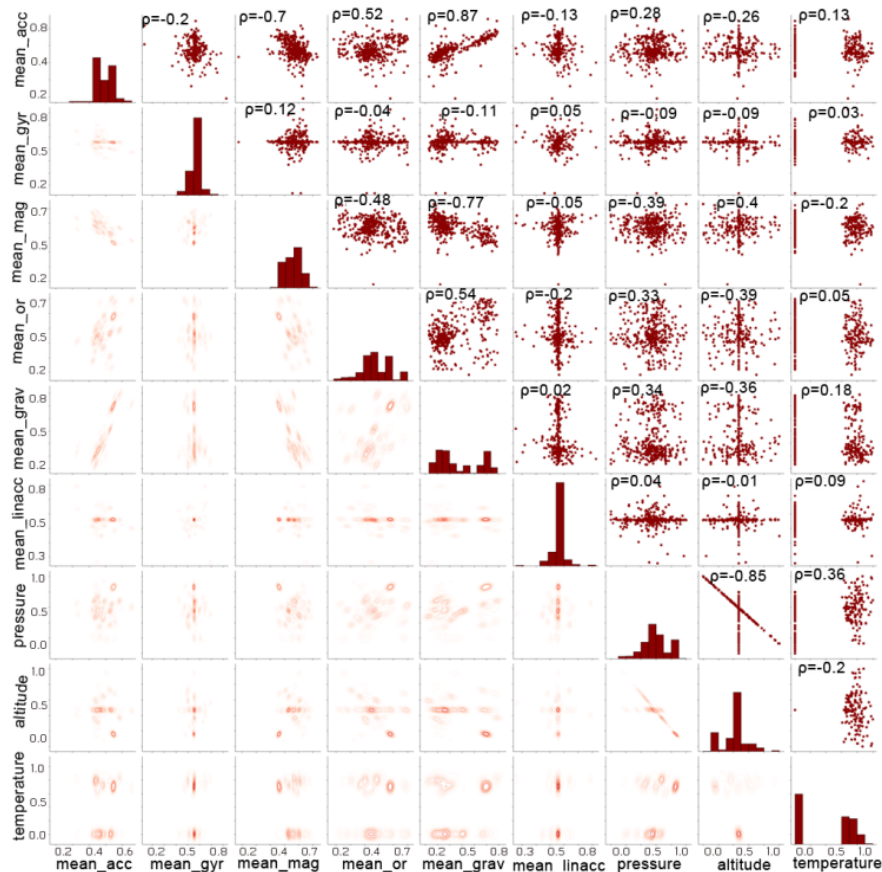 ρ=-0.2 ρ=-0.7 ρ=0.52 ρ=0.87 ρ=-0.13 ρ=0.28 ρ=-0.26 ρ=0.13
mean_acc 0.8 0.4 0.2
ρ=0.12 ρ=-0.04 ρ=-0.11 ρ=0.05 ρ=-0.09 ρ=-0.09 ρ=0.03
mean_gyr 0.8 0.5 0.2
ρ=-0.48 ρ=-0.77 ρ=-0.05 ρ=-0.39 ρ=0.4 ρ=-0.2
mean_mag 0.7 0.5 0.2
ρ=0.54 ρ=-0.2 ρ=0.33 ρ=-0.39 ρ=0.05
mean_or 0.7 0.5 0.2
ρ=0.02 ρ=0.34 ρ=-0.36 ρ=0.18
mean_grav 0.8 0.5 0.2
ρ=0.04 ρ=-0.01 ρ=0.09
mean_linacc 0.8 0.5 0.3
ρ=-0.85 ρ=0.36
pressure 1.0 0.5 0.0
ρ=-0.2
altitude 1.0 0.5 0.0
temperature 1.0 0.5 0.0
0.2 0.4 0.6 0.2 0.5 0.8 0.2 0.5 0.7 0.2 0.5 0.7 0.2 0.5 0.8 0.2 0.5 0.8 0.0 0.5 1.0 0.0 0.5 1.0 0.0 1.0
mean_acc mean_gyr mean_mag mean_or mean_grav mean_linacc pressure altitude temperature